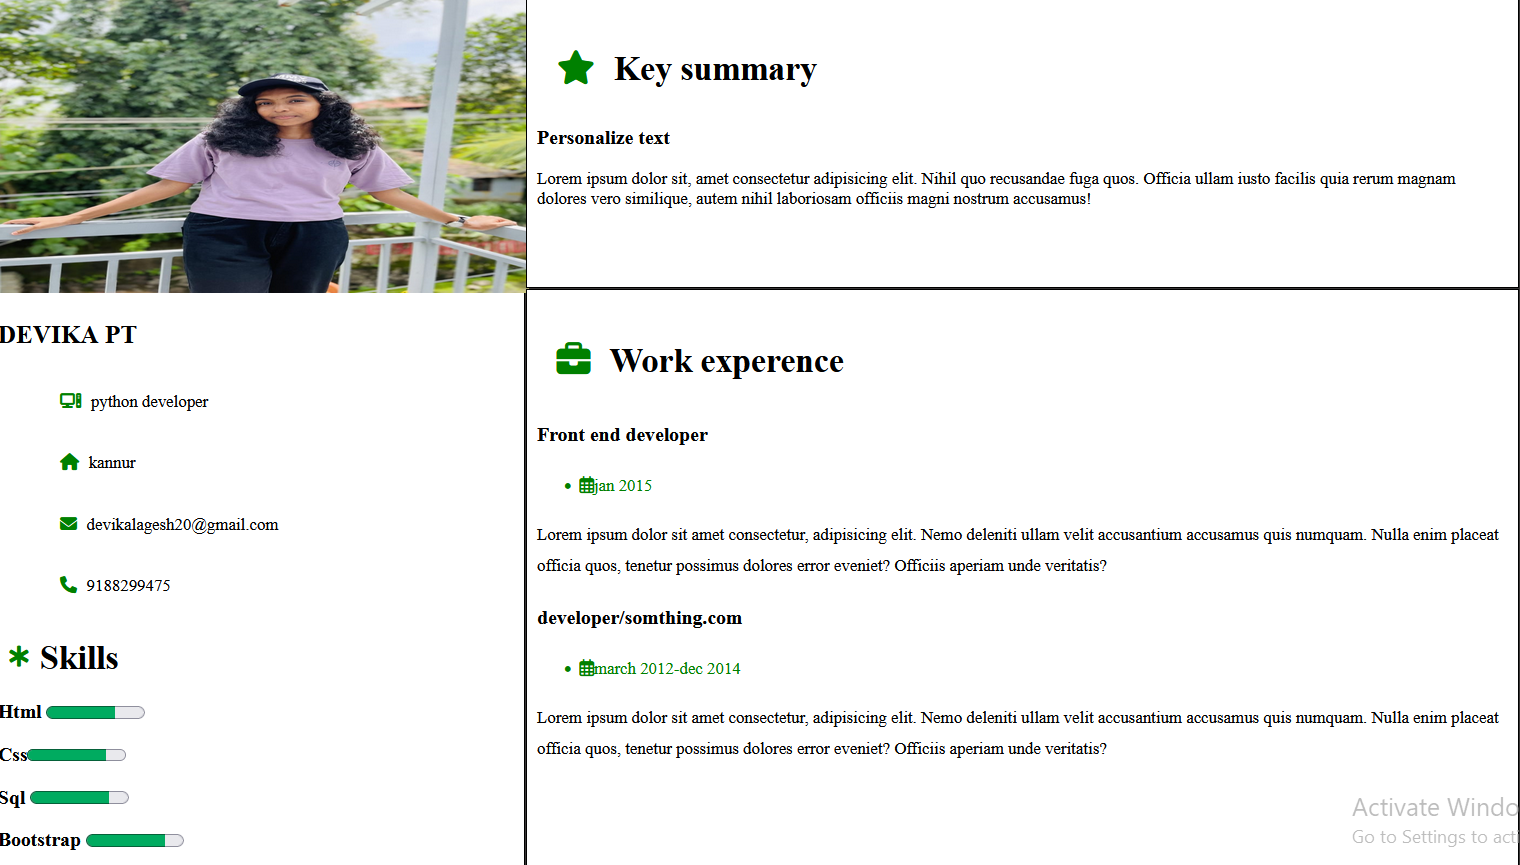 Key summary
Personalize text
Lorem ipsum dolor sit, amet consectetur adipisicing elit. Nihil quo recusandae fuga quos. Officia ullam iusto facilis quia rerum magnam
dolores vero similique, autem nihil laboriosam officiis magni nostrum accusamus!
DEVIKA PT
python developer
kannur
devikalagesh20@gmail.com
9188299475
Skills
Html
Css
Sql
Bootstrap
Work experence
Front end developer
jan 2015
Lorem ipsum dolor sit amet consectetur, adipisicing elit. Nemo deleniti ullam velit accusantium accusamus quis numquam. Nulla enim placeat
officia quos, tenetur possimus dolores error eveniet? Officiis aperiam unde veritatis?
developer/somthing.com
march 2012-dec 2014
Lorem ipsum dolor sit amet consectetur, adipisicing elit. Nemo deleniti ullam velit accusantium accusamus quis numquam. Nulla enim placeat
officia quos, tenetur possimus dolores error eveniet? Officiis aperiam unde veritatis?
Activate Windo
Go to Settings to acti